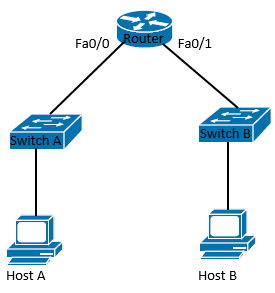 Router
Fa0/0
Fa0/1
Switch A
Switch B
Host A
Host B